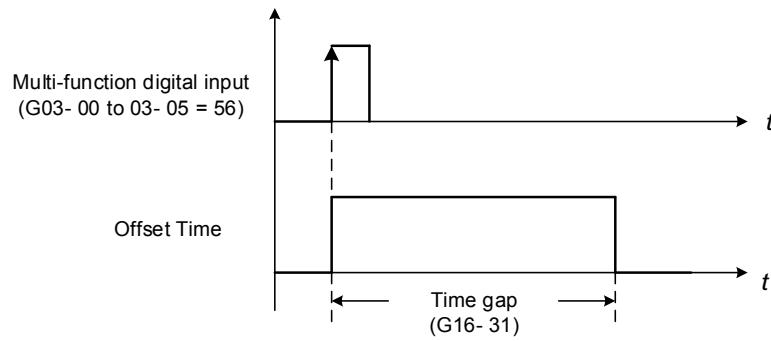 Multi-function digital input
(G03- 00 to 03- 05 = 56)
t
Offset Time
t
Time gap
(G16- 31)